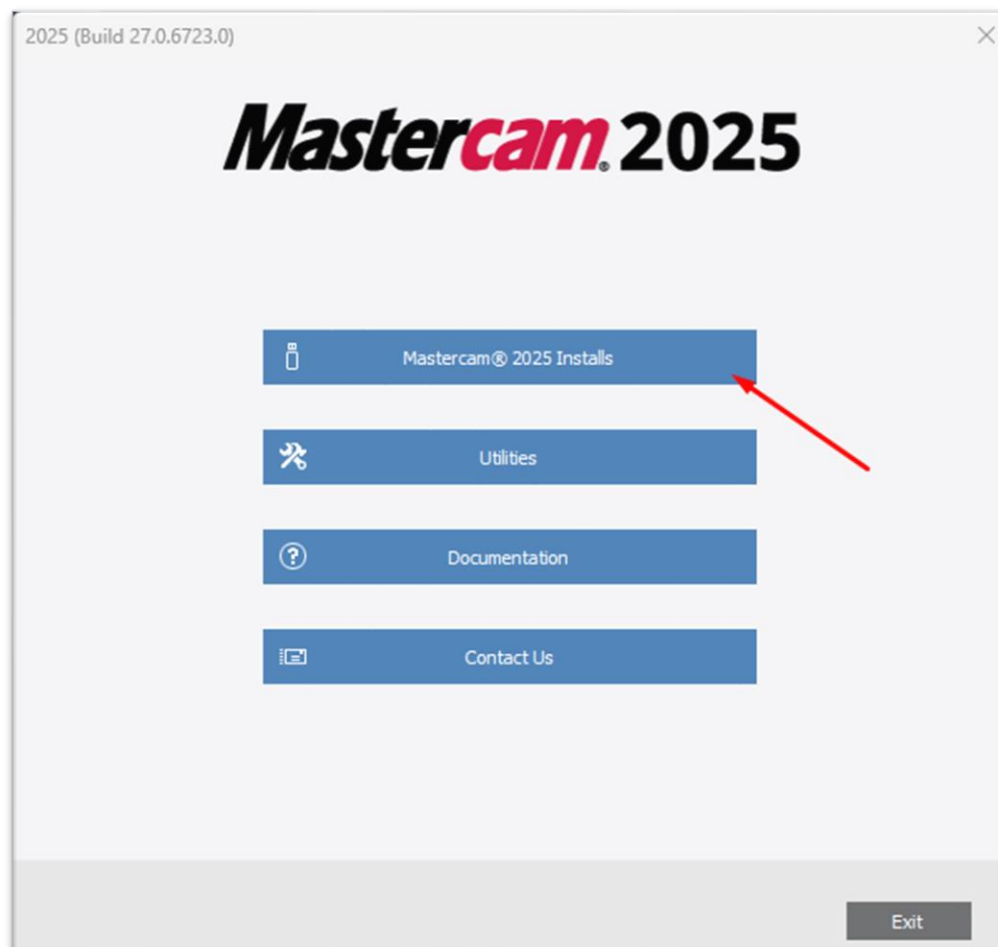 2025 (Build 27.0.6723.0)
Mastercam® 2025
Mastercam® 2025 Installs
Utilities
Documentation
Contact Us
Exit